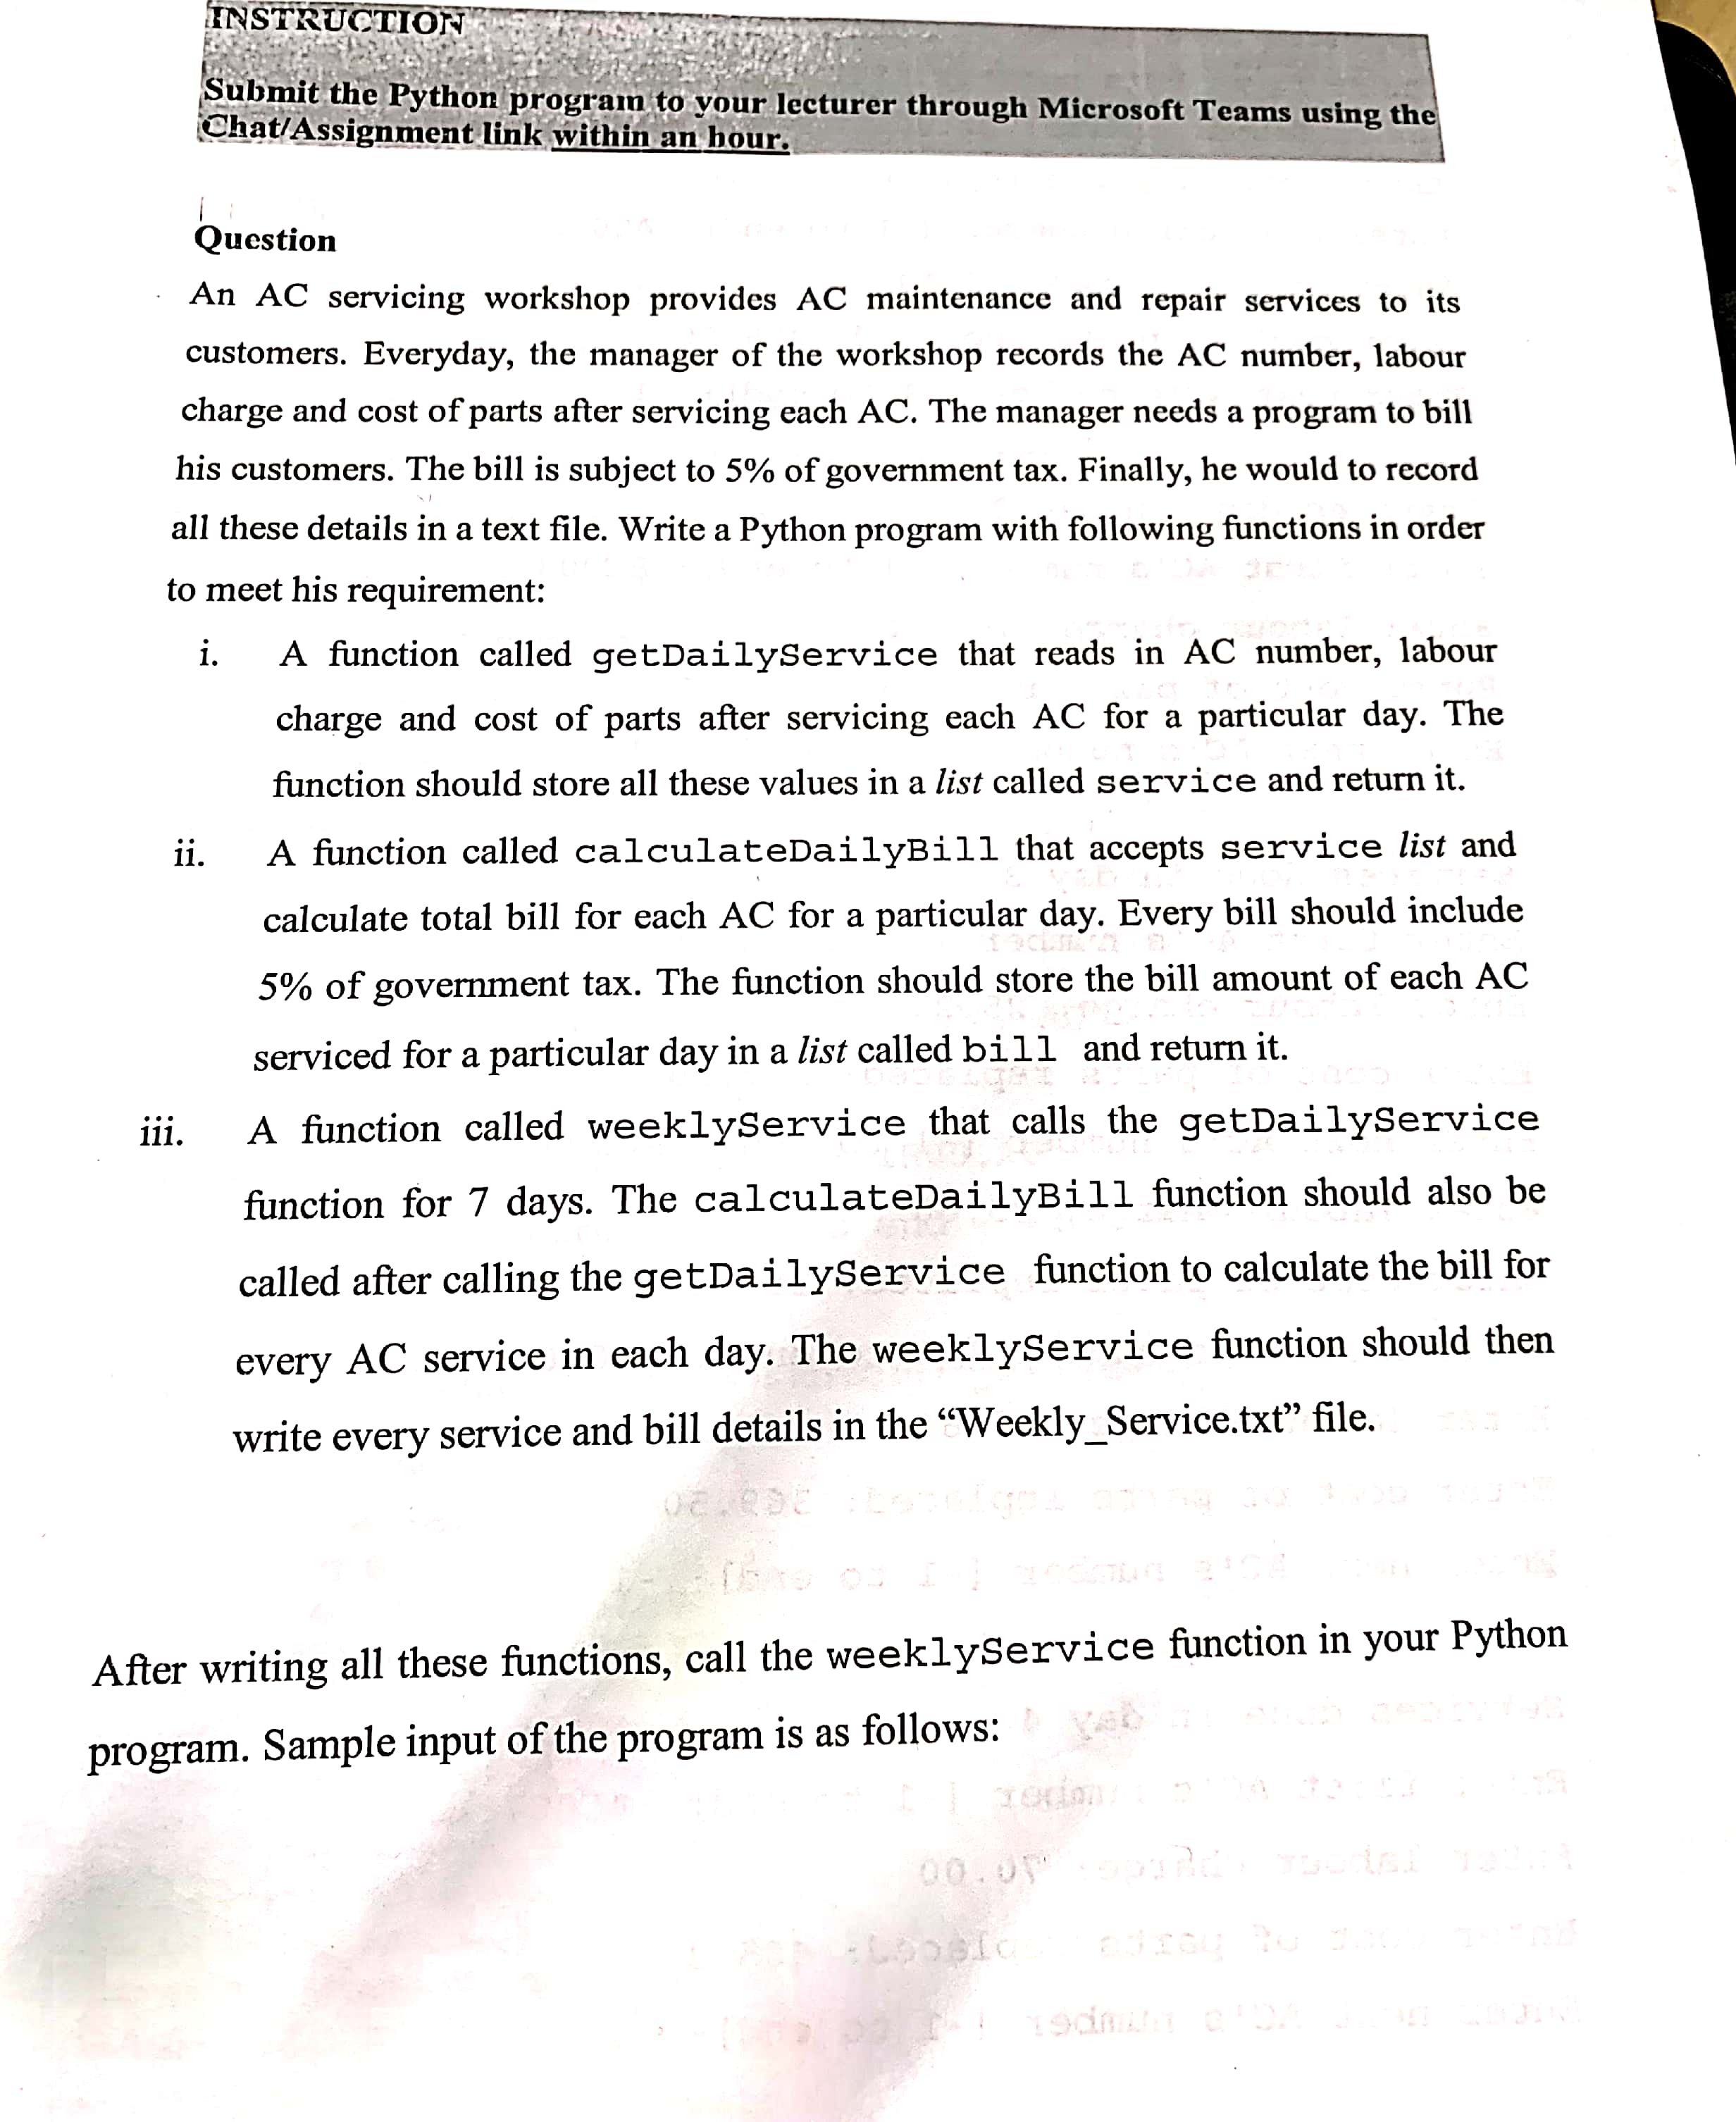 INSTRUCTION
Submit the Python program to your lecturer through Microsoft Teams using the
Chat/Assignment link within an hour.
Question
An AC servicing workshop provides AC maintenance and repair services to its
customers. Everyday, the manager of the workshop records the AC number, labour
charge and cost of parts after servicing each AC. The manager needs a program to bill
his customers. The bill is subject to 5% of government tax. Finally, he would to record
all these details in a text file. Write a Python program with following functions in order
to meet his requirement:
i. A function called getDailyService that reads in AC number, labour
charge and cost of parts after servicing each AC for a particular day. The
function should store all these values in a list called service and return it.
ii. A function called calculateDailyBill that accepts service list and
calculate total bill for each AC for a particular day. Every bill should include
5% of government tax. The function should store the bill amount of each AC
serviced for a particular day in a list called bill and return it.
iii. A function called weeklyService that calls the getDailyService
function for 7 days. The calculateDailyBill function should also be
called after calling the getDailyService function to calculate the bill for
every AC service in each day. The weeklyService function should then
write every service and bill details in the “Weekly_Service.txt” file.
After writing all these functions, call the weeklyService function in your Python
program. Sample input of the program is as follows: